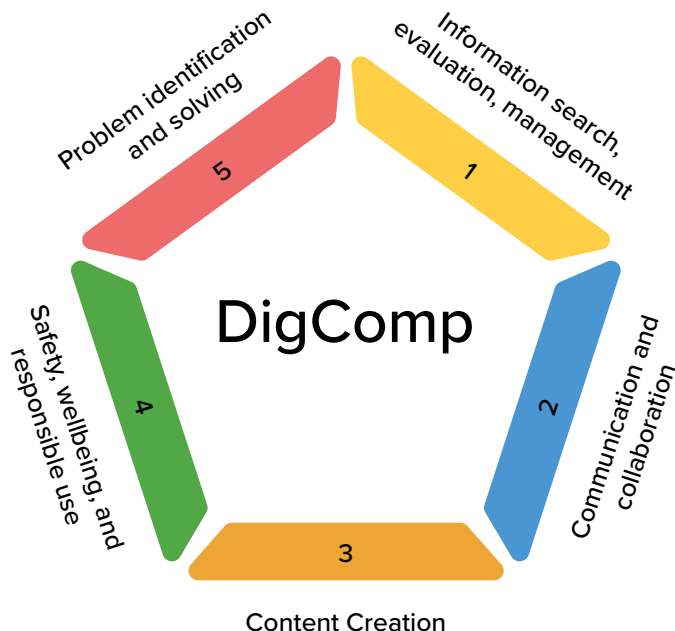 Problem identification
and solving
5
Information search,
evaluation, management
1
DigComp
Safety, wellbeing, and
responsible use
4
2
Communication and
collaboration
3
Content Creation